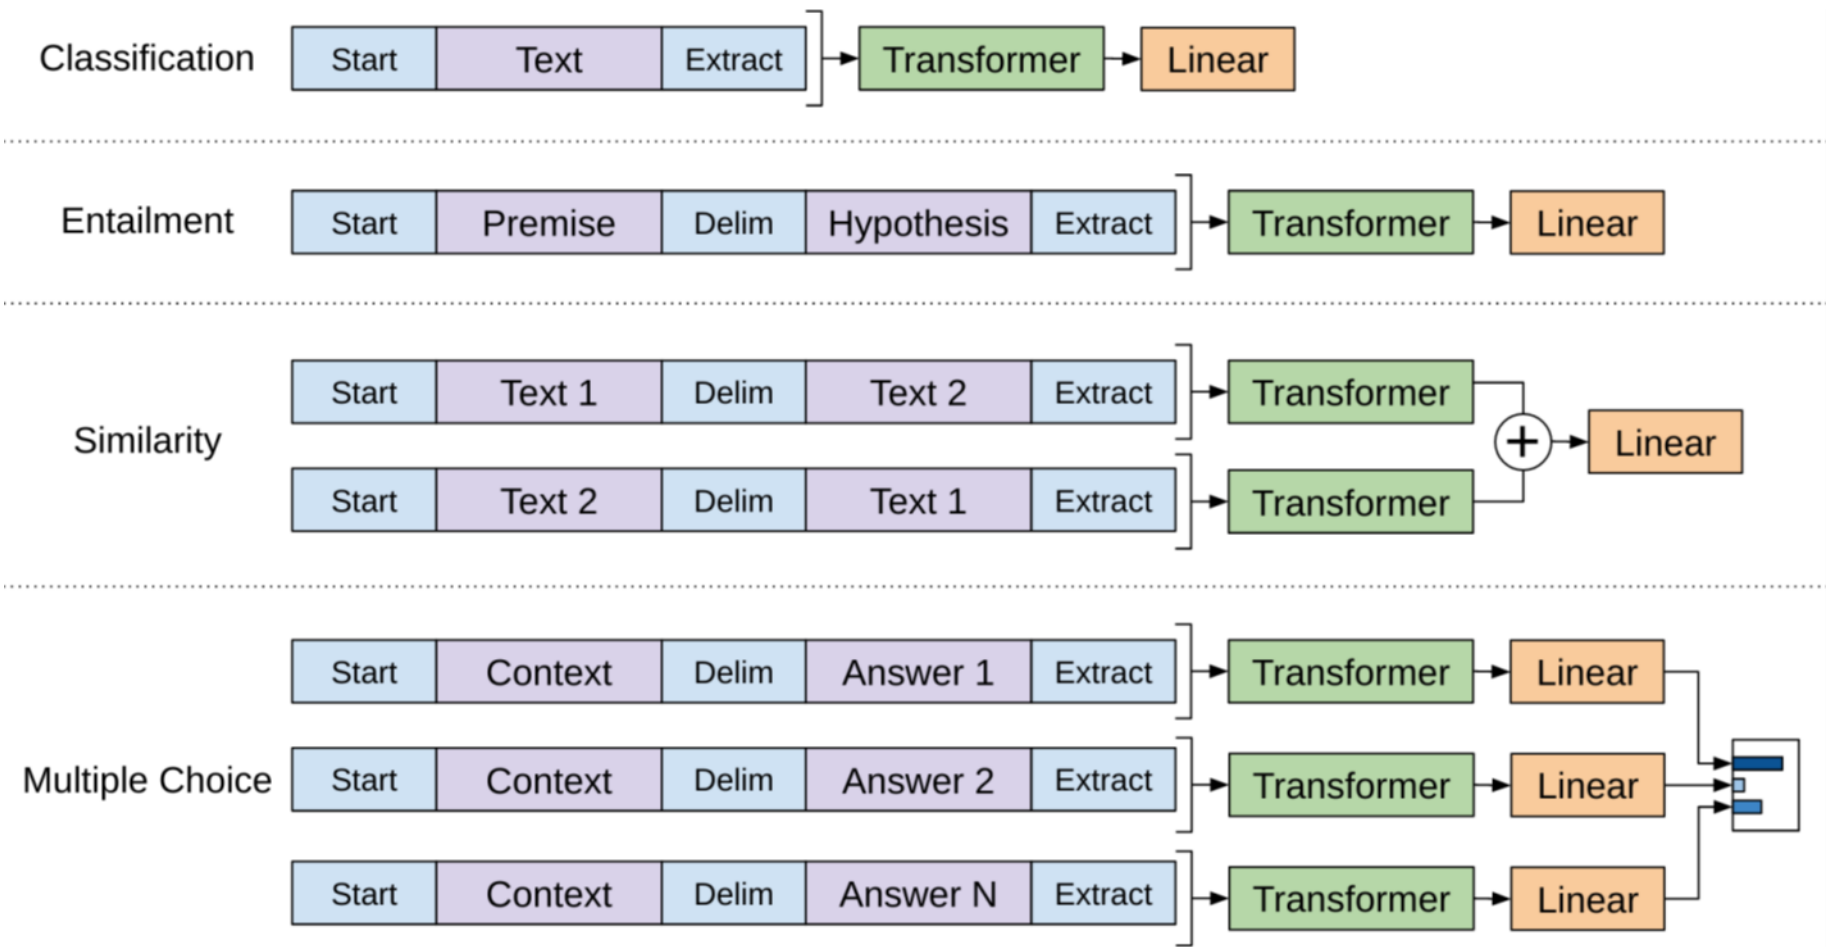 Classification Start Text Extract Transformer Linear
Entailment Start Premise Delim Hypothesis Extract Transformer Linear
Similarity
Start Text 1 Delim Text 2 Extract Transformer
+ Linear
Start Text 2 Delim Text 1 Extract Transformer
Multiple Choice
Start Context Delim Answer 1 Extract Transformer Linear
Start Context Delim Answer 2 Extract Transformer Linear
Start Context Delim Answer N Extract Transformer Linear